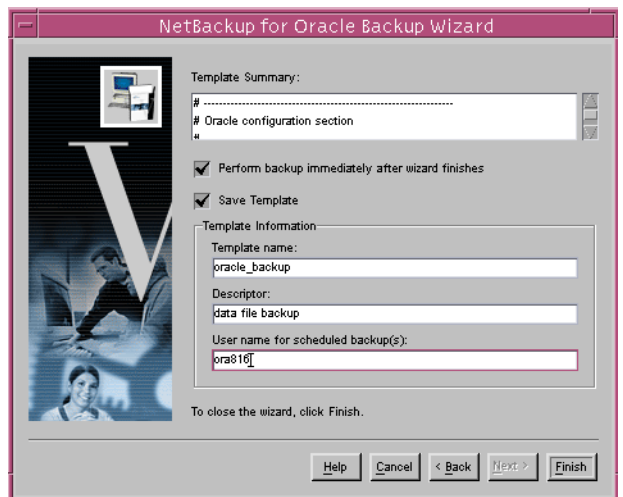 NetBackup for Oracle Backup Wizard
Template Summary:
# ---------------------------------------------------------------
# Oracle configuration section
#
Perform backup immediately after wizard finishes
Save Template
Template Information
Template name:
oracle_backup
Descriptor:
data file backup
User name for scheduled backup(s):
ora816
To close the wizard, click Finish.
Help Cancel < Back Next > Finish